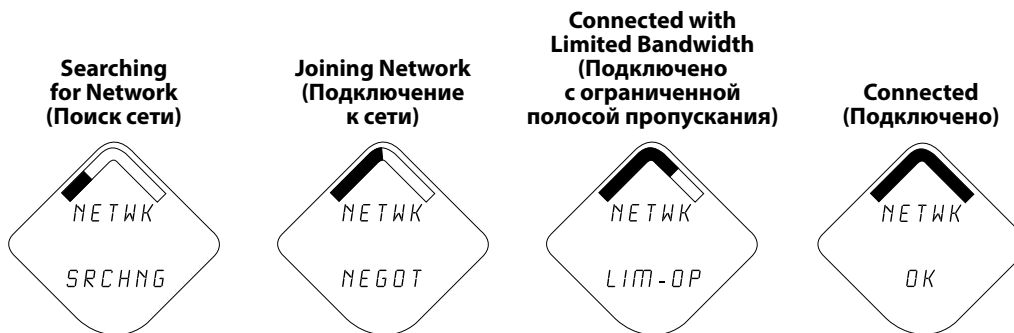 Searching
for Network
(Поиск сети)
Joining Network
(Подключение
к сети)
Connected with
Limited Bandwidth
(Подключено
с ограниченной
полосой пропускания)
Connected
(Подключено)
NETWK
SRCHNG
NETWK
NEGOT
NETWK
LIM-OP
NETWK
OK